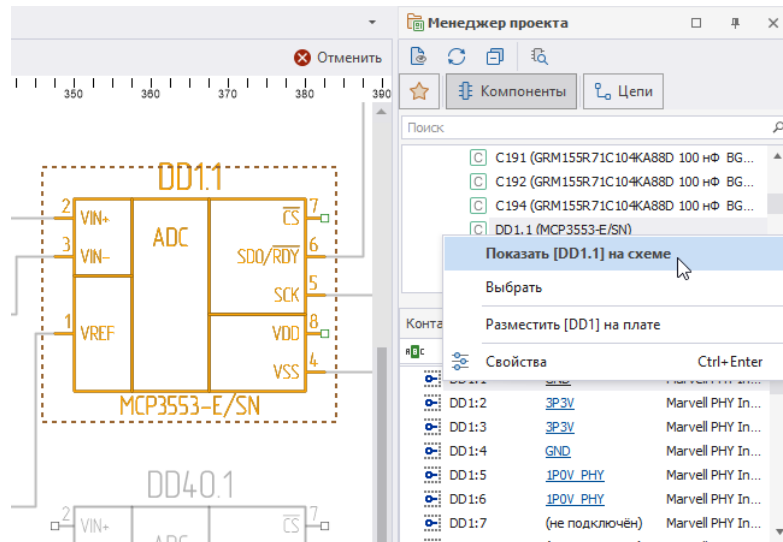 Менеджер проекта
Отменить
350 360 370 380 390
Компоненты
Цепи
Поиск
C191 (GRM155R71C104KA88D 100 нФ BG...
C192 (GRM155R71C104KA88D 100 нФ BG...
C194 (GRM155R71C104KA88D 100 нФ BG...
DD1.1 (MCP3553-E/SN)
Показать [DD1.1] на схеме
Выбрать
Разместить [DD1] на плате
Свойства Ctrl+Enter
Конта
DD1:2 3P3V Marvell PHY In...
DD1:3 3P3V Marvell PHY In...
DD1:4 GND Marvell PHY In...
DD1:5 1P0V_PHY Marvell PHY In...
DD1:6 1P0V_PHY Marvell PHY In...
DD1:7 (не подключён) Marvell PHY In...
DD1.1
2 VIN+ ADC CS 7
3 VIN- SDO/RDY 6
SCK 5
1 VREF VDD 8
VSS 4
MCP3553-E/SN
DD40.1
2 VIN+ CS 7
ADC